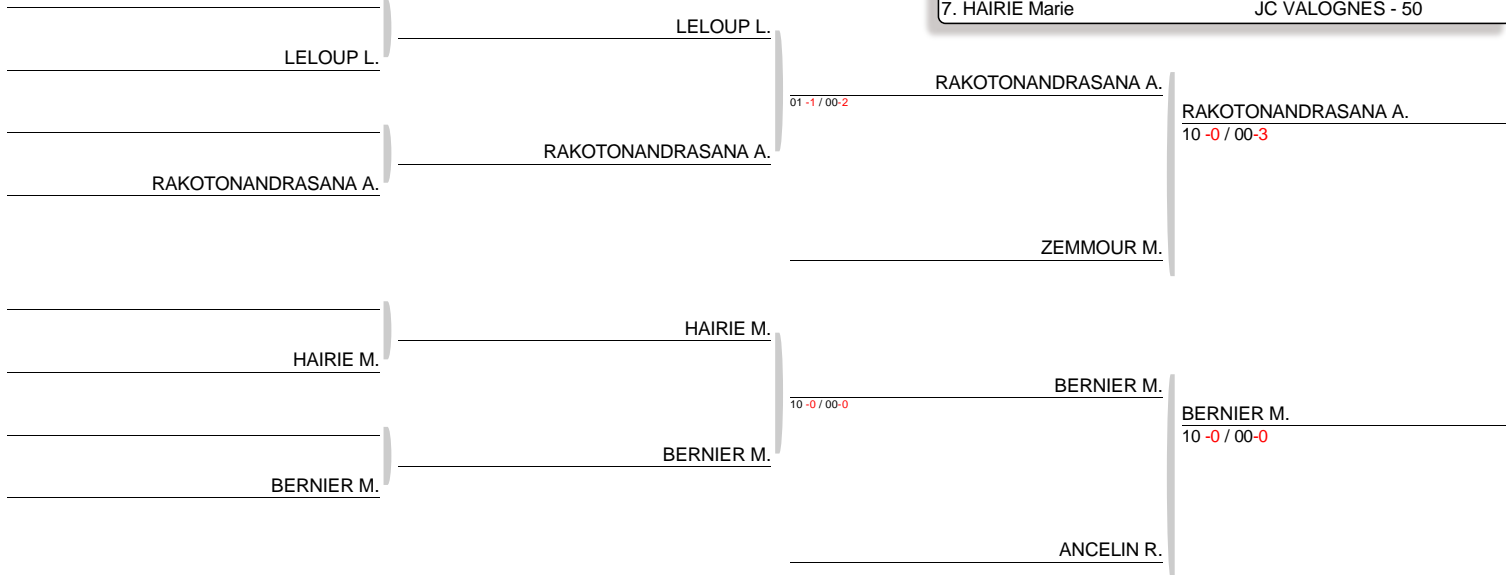 7. HAIRIE Marie JC VALOGNES - 50
LELOUP L.
LELOUP L.
RAKOTONANDRASANA A.
01 -1 / 00-2
RAKOTONANDRASANA A.
10 -0 / 00-3
RAKOTONANDRASANA A.
RAKOTONANDRASANA A.
ZEMMOUR M.
HAIRIE M.
HAIRIE M.
BERNIER M.
10 -0 / 00-0
BERNIER M.
10 -0 / 00-0
BERNIER M.
BERNIER M.
ANCELIN R.